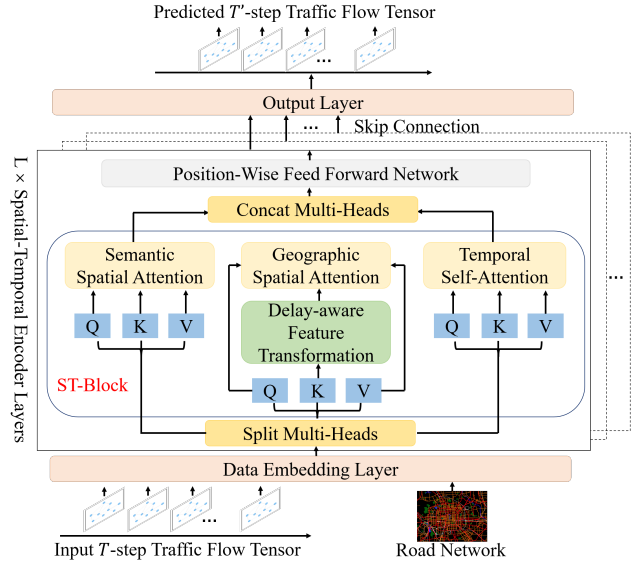 Predicted T'-step Traffic Flow Tensor
...
Output Layer
...
Skip Connection
Position-Wise Feed Forward Network
Concat Multi-Heads
L × Spatial-Temporal Encoder Layers
Semantic
Spatial Attention
Geographic
Spatial Attention
Temporal
Self-Attention
...
Q K V
Delay-aware
Feature
Transformation
Q K V
ST-Block
Q K V
Split Multi-Heads
Data Embedding Layer
...
Input T-step Traffic Flow Tensor
Road Network